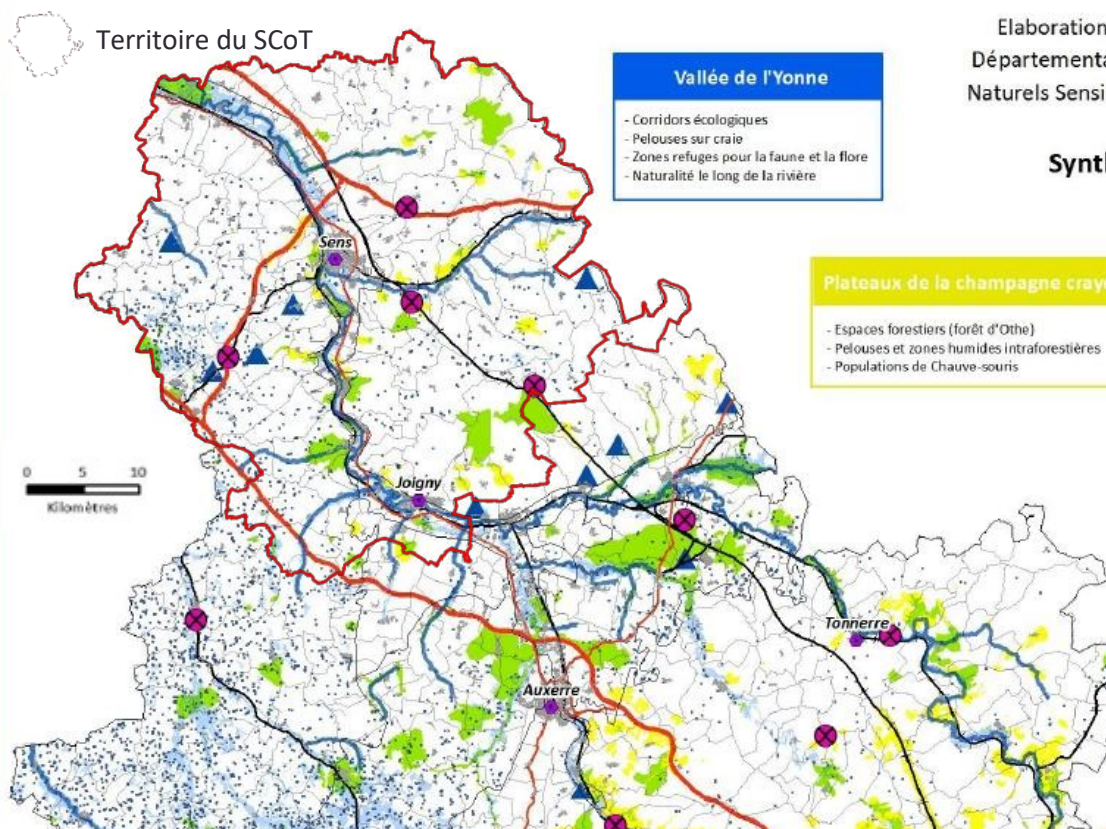 Territoire du SCoT
Elaboration
Départementa
Naturels Sensi
Vallée de l'Yonne
- Corridors écologiques
- Pelouses sur craie
- Zones refuges pour la faune et la flore
- Naturalité le long de la rivière
Synt
Sens
Plateaux de la champagne craye
- Espaces forestiers (forêt d'Othe)
- Pelouses et zones humides intraforestières
- Populations de Chauve-souris
0 5 10
Kilomètres
Joigny
Tonnerre
Auxerre